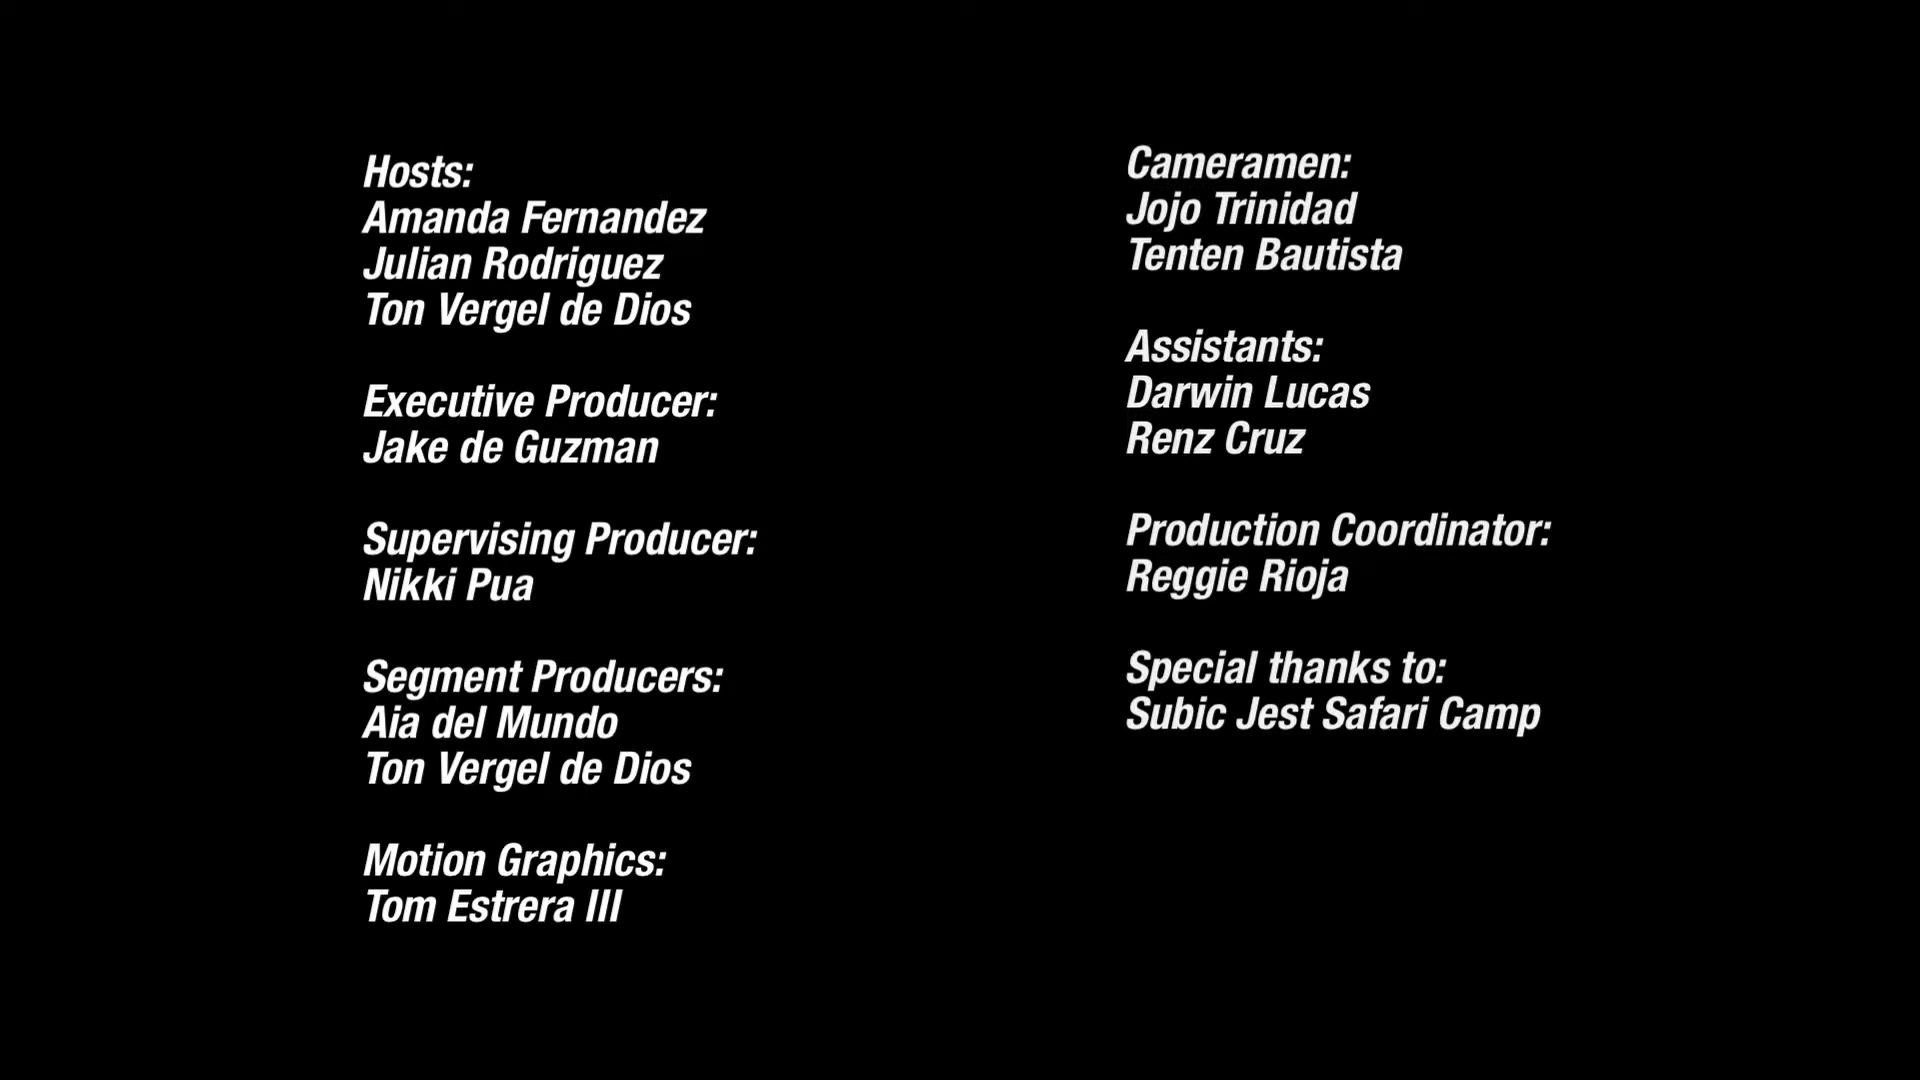 Hosts:
Amanda Fernandez
Julian Rodriguez
Ton Vergel de Dios
Executive Producer:
Jake de Guzman
Supervising Producer:
Nikki Pua
Segment Producers:
Aia del Mundo
Ton Vergel de Dios
Motion Graphics:
Tom Estrera III
Cameramen:
Jojo Trinidad
Tenten Bautista
Assistants:
Darwin Lucas
Renz Cruz
Production Coordinator:
Reggie Rioja
Special thanks to:
Subic Jest Safari Camp